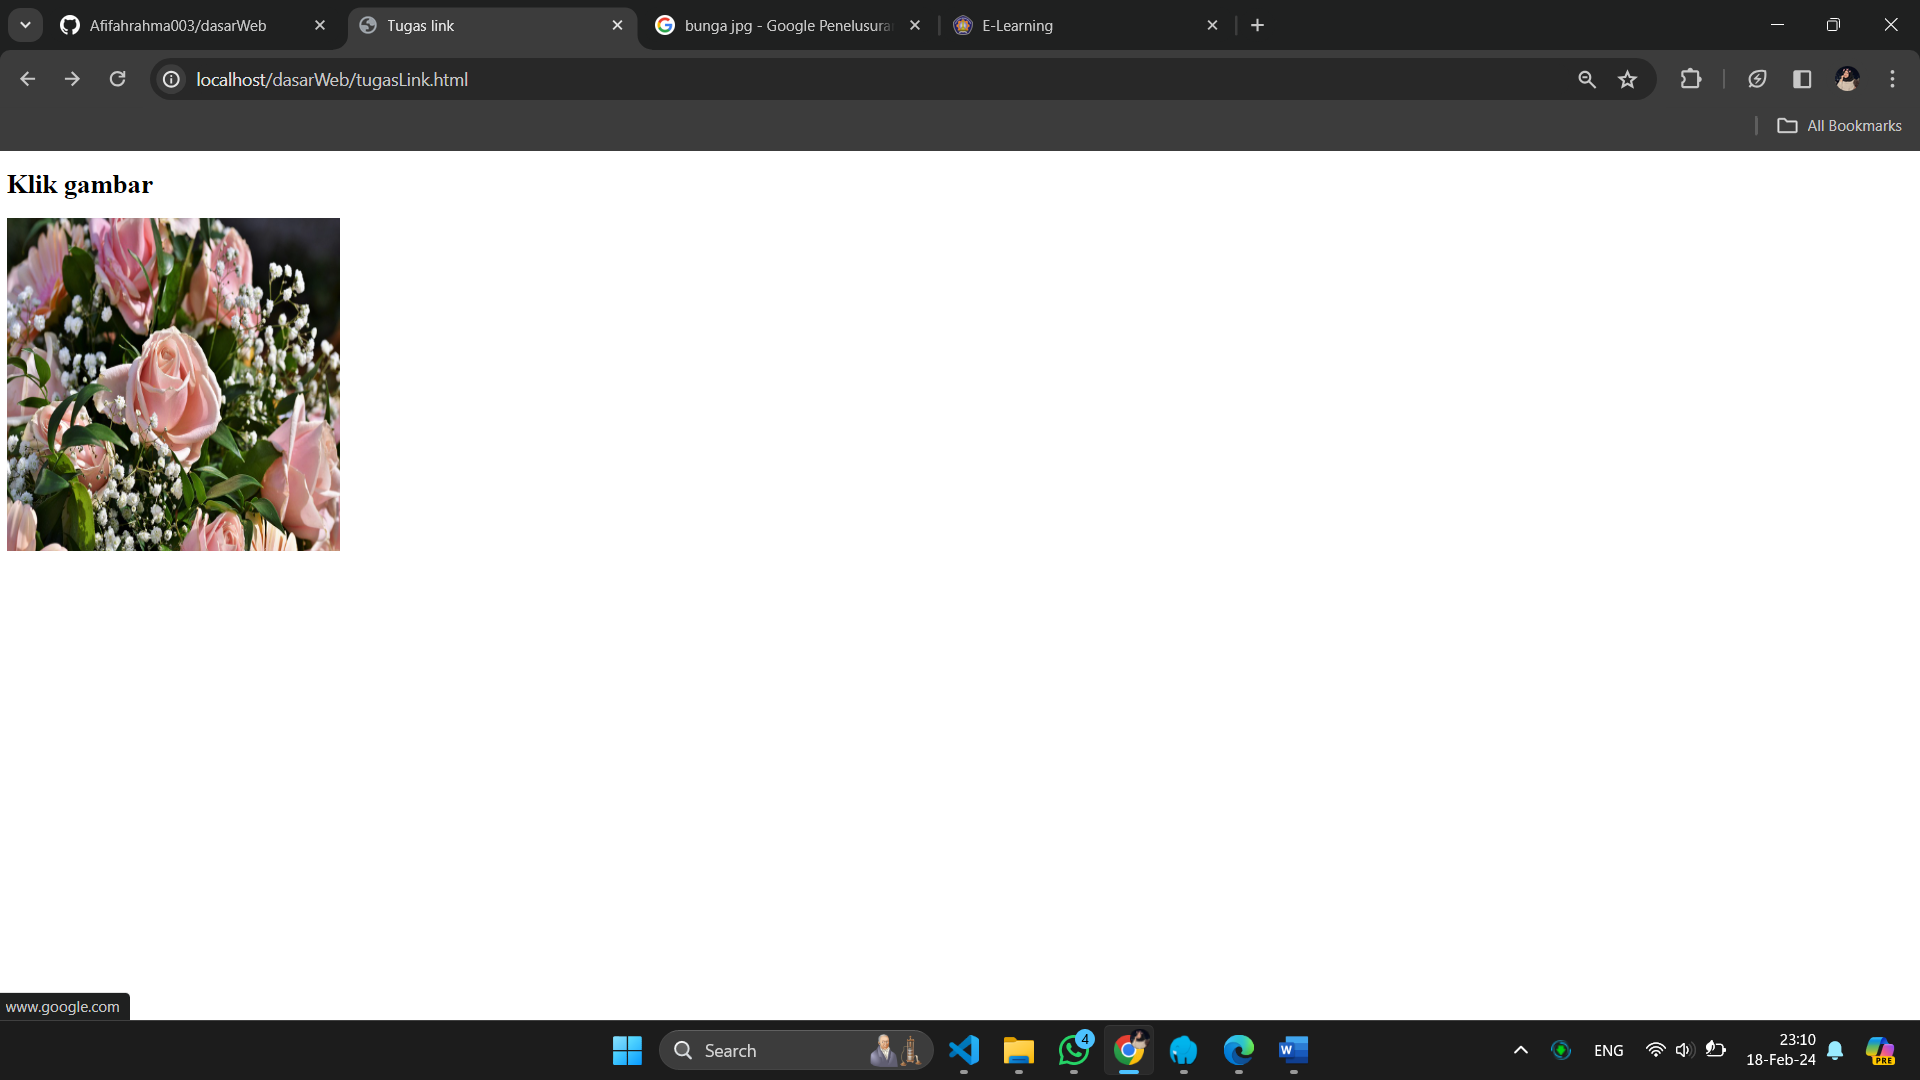 Afifahrahma003/dasarWeb
Tugas link
bunga jpg - Google Penelusura
E-Learning
localhost/dasarWeb/tugasLink.html
All Bookmarks
Klik gambar
www.google.com
Search
4
W
ENG
23:10
18-Feb-24
PRE